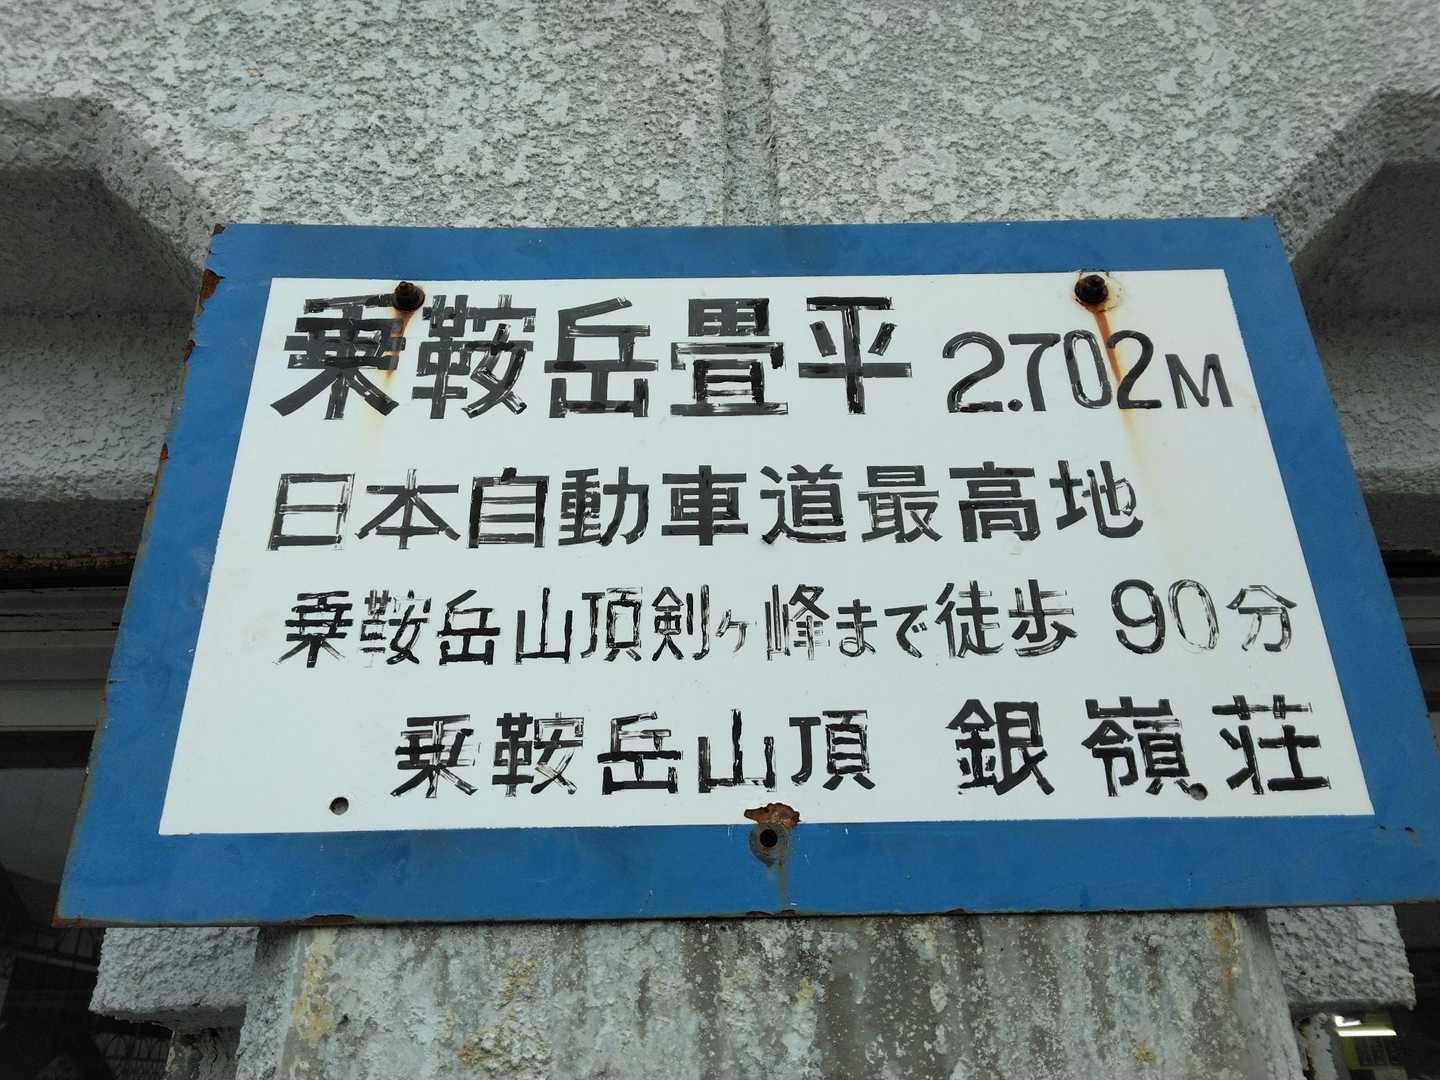 乗鞍岳畳平 2.702M
日本自動車道最高地
乗鞍岳山頂剣ヶ峰まで徒歩 90分
乗鞍岳山頂 銀嶺荘